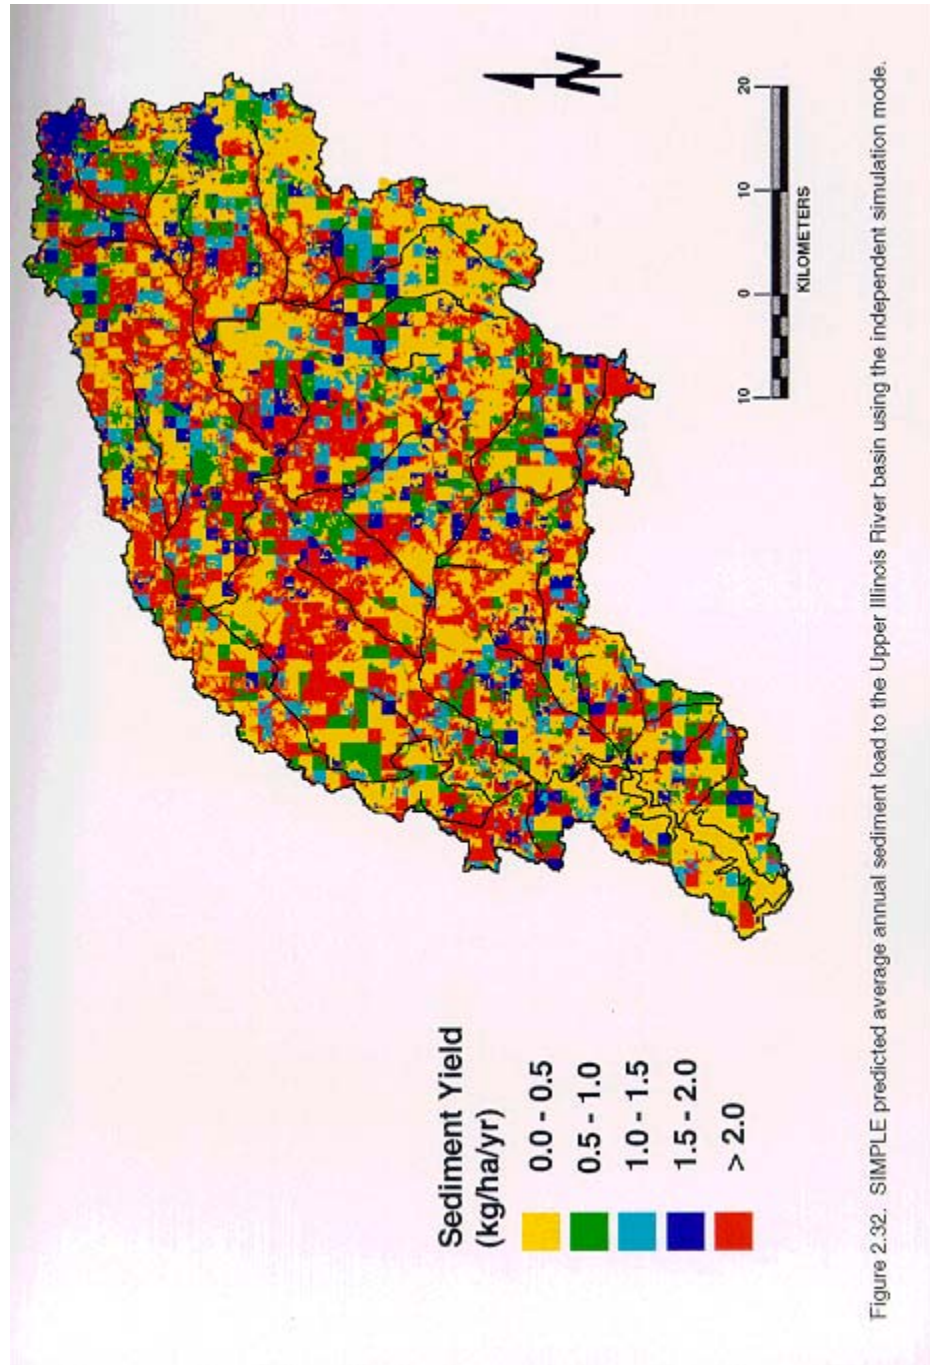 N
Sediment Yield
(kg/ha/yr)
0.0 - 0.5
0.5 - 1.0
1.0 - 1.5
1.5 - 2.0
> 2.0
10 0 10 20
KILOMETERS
Figure 2.32. SIMPLE predicted average annual sediment load to the Upper Illinois River basin using the independent simulation mode.